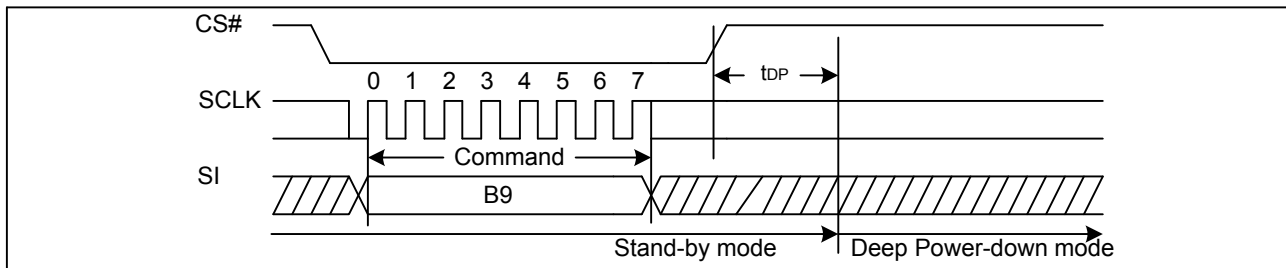 CS#
tDP
0 1 2 3 4 5 6 7
SCLK
Command
SI
B9
Stand-by mode Deep Power-down mode